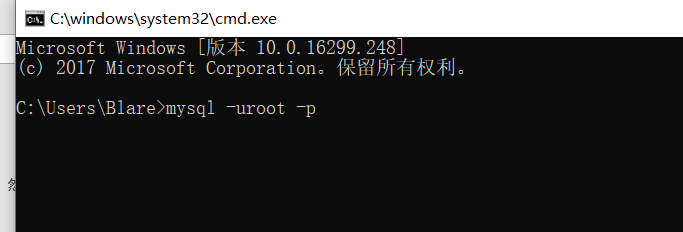 C:\windows\system32\cmd.exe
Microsoft Windows [版本 10.0.16299.248]
(c) 2017 Microsoft Corporation。保留所有权利。
C:\Users\Blare>mysql -uroot -p